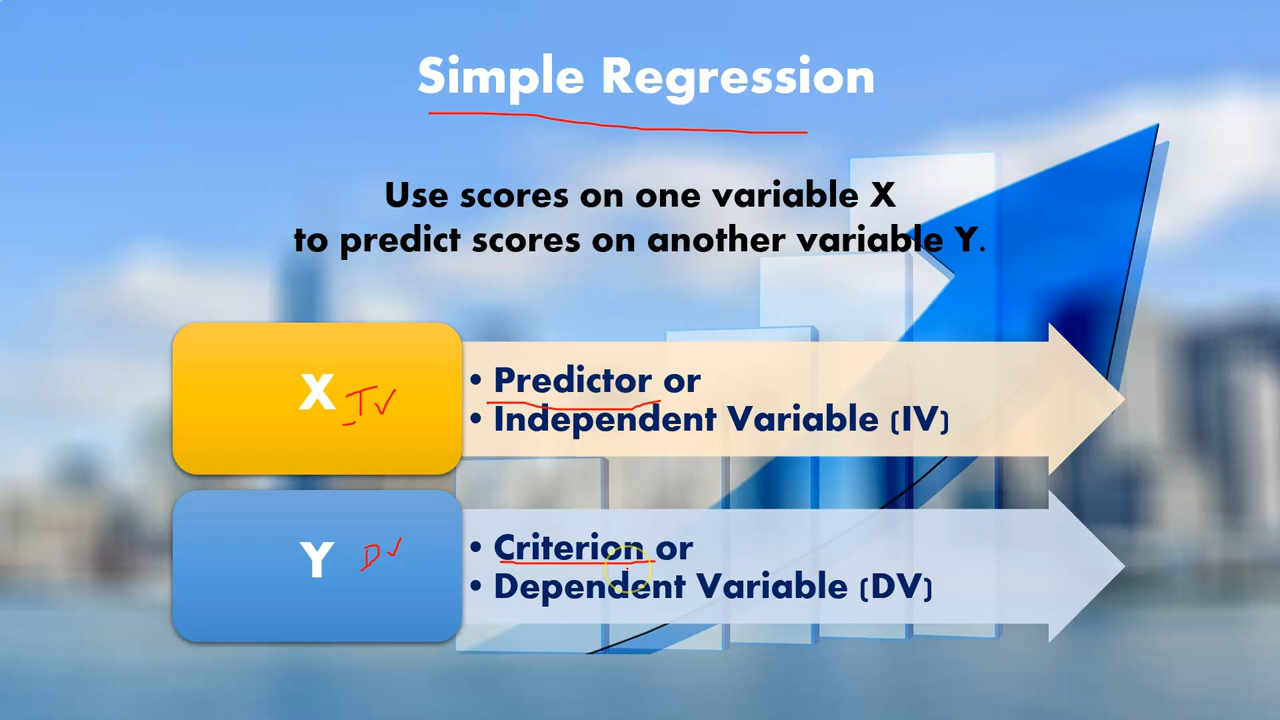 Simple Regression
Use scores on one variable X
to predict scores on another variable Y.
X IV
• Predictor or
• Independent Variable (IV)
Y DV
• Criterion or
• Dependent Variable (DV)